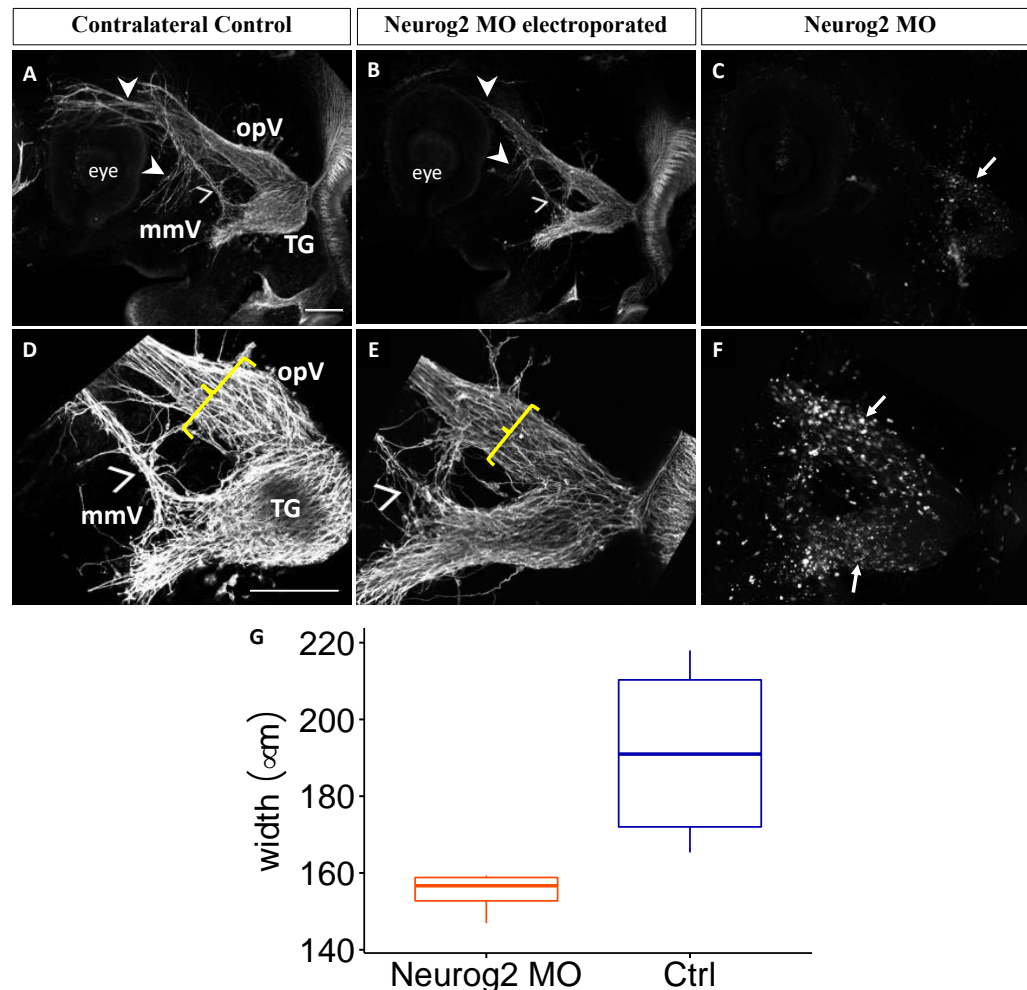 Contralateral Control
Neurog2 MO electroporated
Neurog2 MO
A
opV
eye
mmV
TG
B
eye
C
D
opV
mmV
TG
E
F
G
width (∝m)
220
200
180
160
140
Neurog2 MO
Ctrl